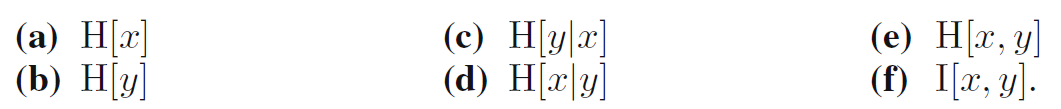 (a) H[x] (c) H[y|x] (e) H[x, y]
(b) H[y] (d) H[x|y] (f) I[x, y].